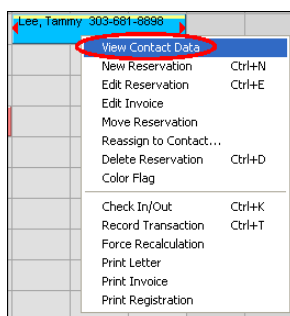 Lee, Tammy 303-681-8898
View Contact Data
New Reservation Ctrl+N
Edit Reservation Ctrl+E
Edit Invoice
Move Reservation
Reassign to Contact...
Delete Reservation Ctrl+D
Color Flag
Check In/Out Ctrl+K
Record Transaction Ctrl+T
Force Recalculation
Print Letter
Print Invoice
Print Registration